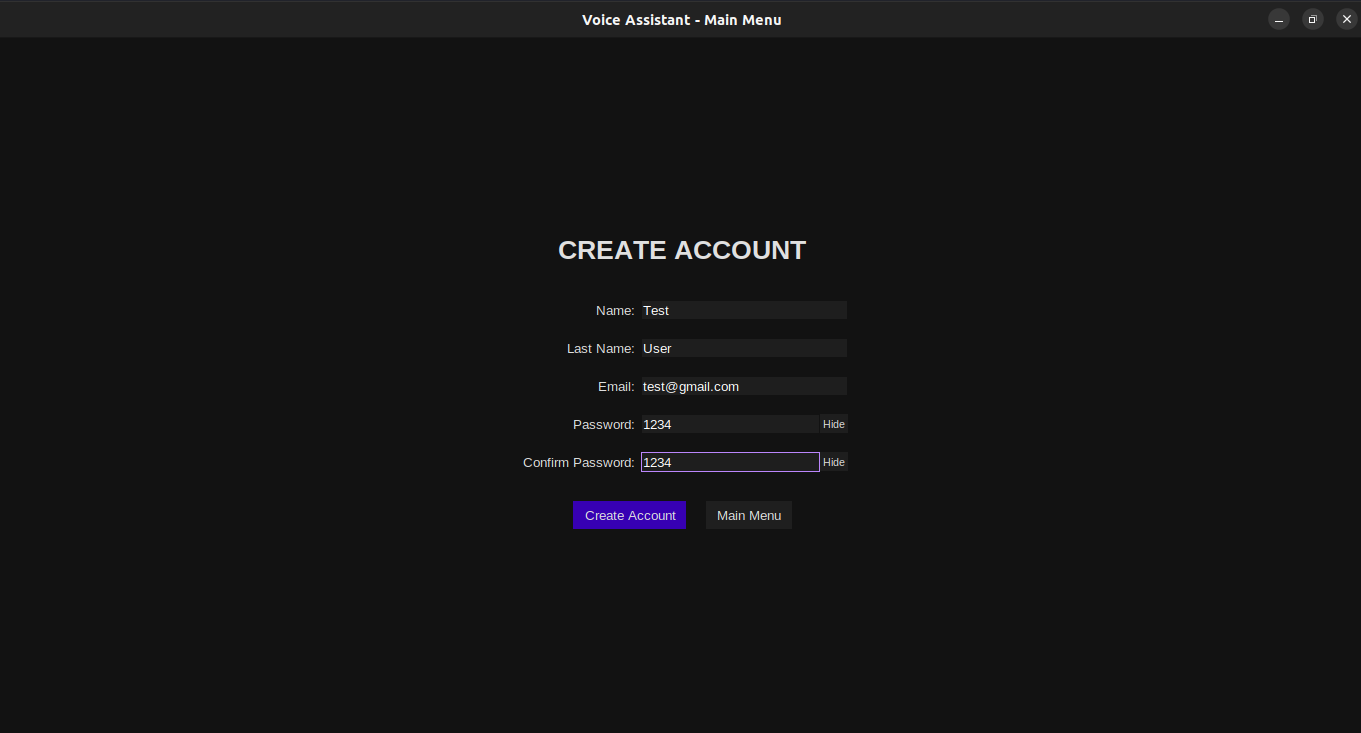 Voice Assistant - Main Menu
CREATE ACCOUNT
Name: Test
Last Name: User
Email: test@gmail.com
Password: 1234 Hide
Confirm Password: 1234 Hide
Create Account Main Menu